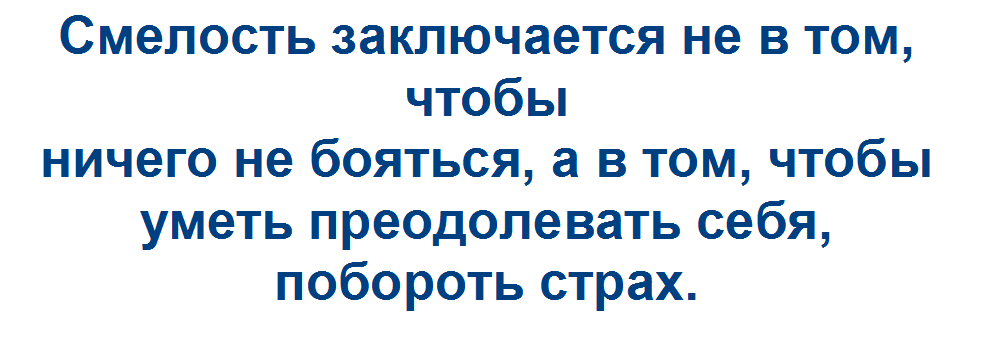 Смелость заключается не в том,
чтобы
ничего не бояться, а в том, чтобы
уметь преодолевать себя,
побороть страх.